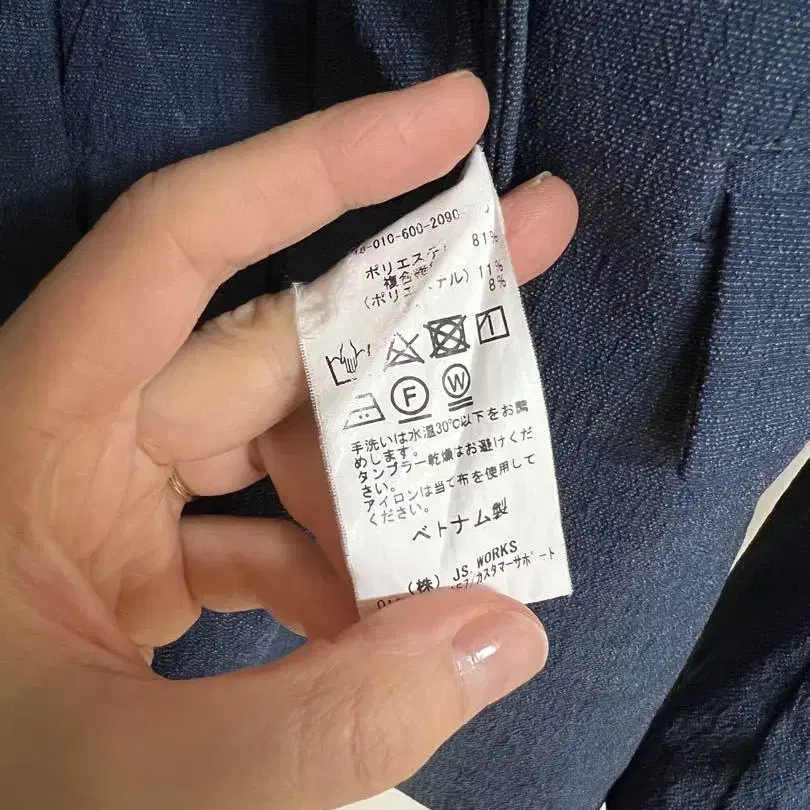 -010-600-2090
ポリエステ 81%
複合繊
(ポリ エステル) 11%
8%
F W
手洗いは水温30℃以下をお薦
めします。
タンブラー乾燥はお避けくだ
さい。
アイロンは当て布を使用して
ください。
ベトナム製
(株) JS.WORKS
/カスタマーサポート